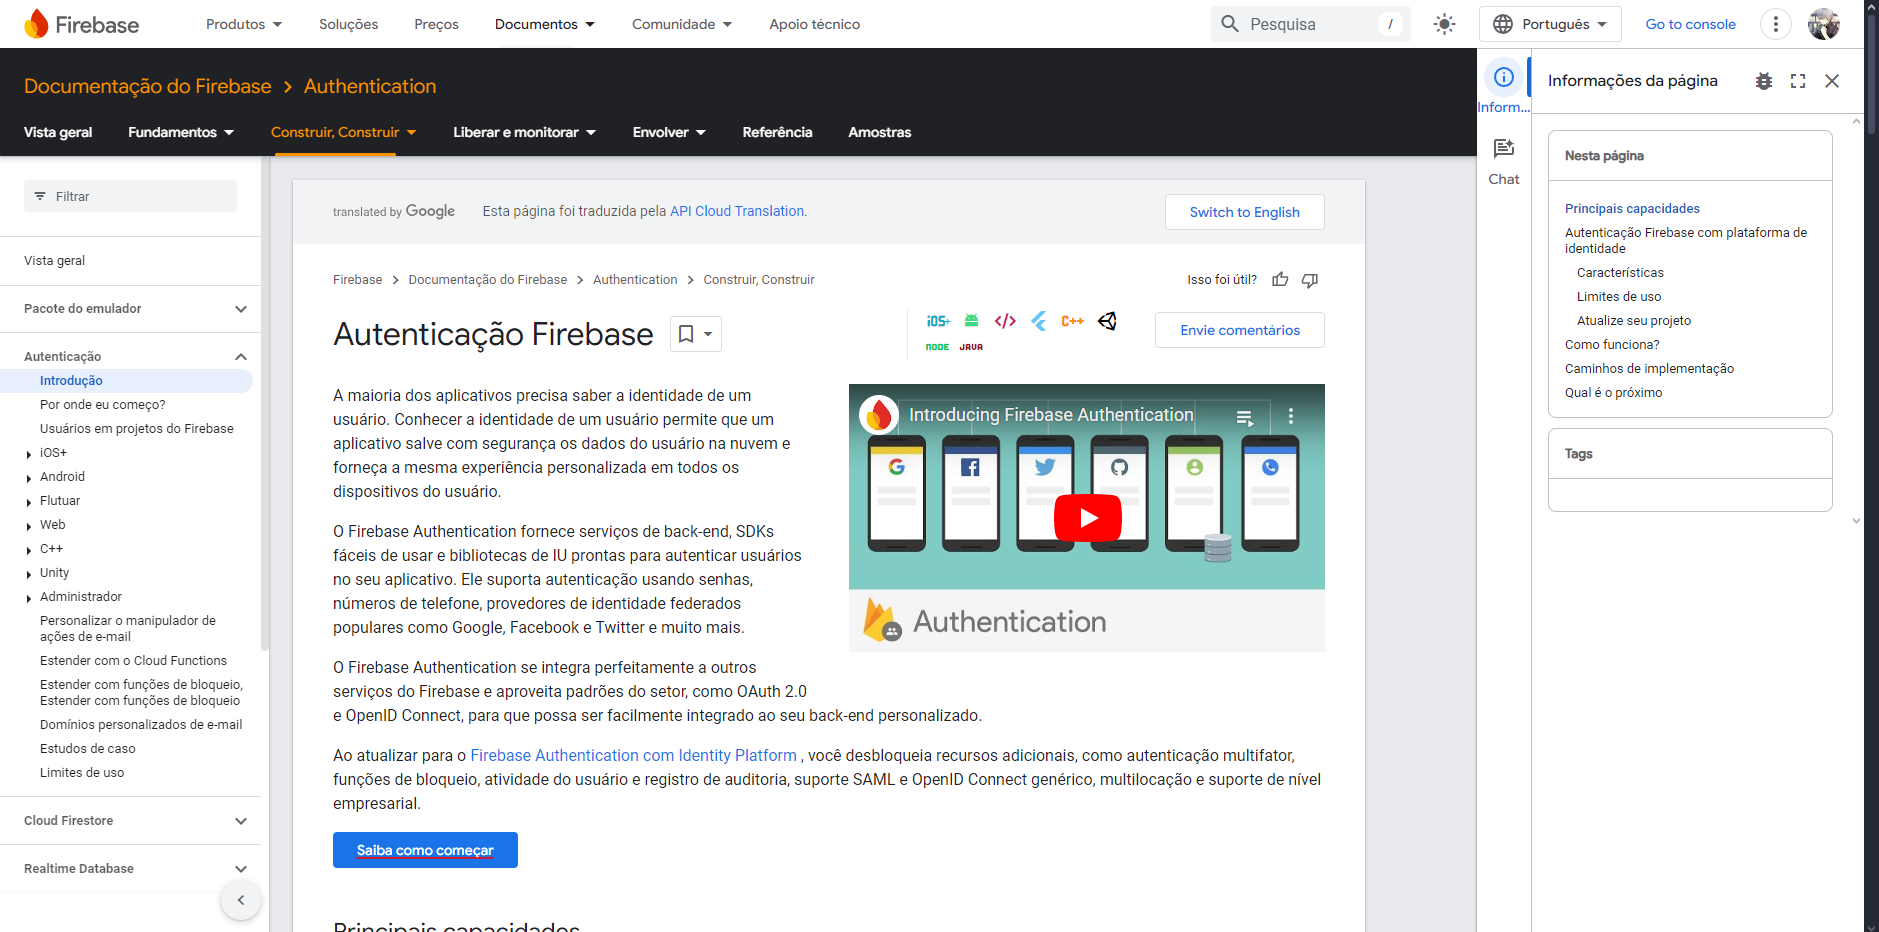 Firebase
Produtos
Soluções
Preços
Documentos
Comunidade
Apoio técnico
Pesquisa
/
Português
Go to console
Documentação do Firebase
Authentication
Vista geral
Fundamentos
Construir, Construir
Liberar e monitorar
Envolver
Referência
Amostras
Filtrar
Vista geral
Pacote do emulador
Autenticação
Introdução
Por onde eu começo?
Usuários em projetos do Firebase
iOS+
Android
Flutuar
Web
C++
Unity
Administrador
Personalizar o manipulador de
ações de e-mail
Estender com o Cloud Functions
Estender com funções de bloqueio,
Estender com funções de bloqueio
Domínios personalizados de e-mail
Estudos de caso
Limites de uso
Cloud Firestore
Realtime Database
translated by Google
Esta página foi traduzida pela API Cloud Translation.
Switch to English
Firebase
Documentação do Firebase
Authentication
Construir, Construir
Isso foi útil?
Autenticação Firebase
iOS+
C++
NODE
JAVA
Envie comentários
A maioria dos aplicativos precisa saber a identidade de um
usuário. Conhecer a identidade de um usuário permite que um
aplicativo salve com segurança os dados do usuário na nuvem e
forneça a mesma experiência personalizada em todos os
dispositivos do usuário.
O Firebase Authentication fornece serviços de back-end, SDKs
fáceis de usar e bibliotecas de IU prontas para autenticar usuários
no seu aplicativo. Ele suporta autenticação usando senhas,
números de telefone, provedores de identidade federados
populares como Google, Facebook e Twitter e muito mais.
O Firebase Authentication se integra perfeitamente a outros
serviços do Firebase e aproveita padrões do setor, como OAuth 2.0
e OpenID Connect, para que possa ser facilmente integrado ao seu back-end personalizado.
Introducing Firebase Authentication
Authentication
Ao atualizar para o Firebase Authentication com Identity Platform , você desbloqueia recursos adicionais, como autenticação multifator,
funções de bloqueio, atividade do usuário e registro de auditoria, suporte SAML e OpenID Connect genérico, multilocação e suporte de nível
empresarial.
Saiba como começar
Principais capacidades
Inform...
Chat
Informações da página
Nesta página
Principais capacidades
Autenticação Firebase com plataforma de
identidade
Características
Limites de uso
Atualize seu projeto
Como funciona?
Caminhos de implementação
Qual é o próximo
Tags